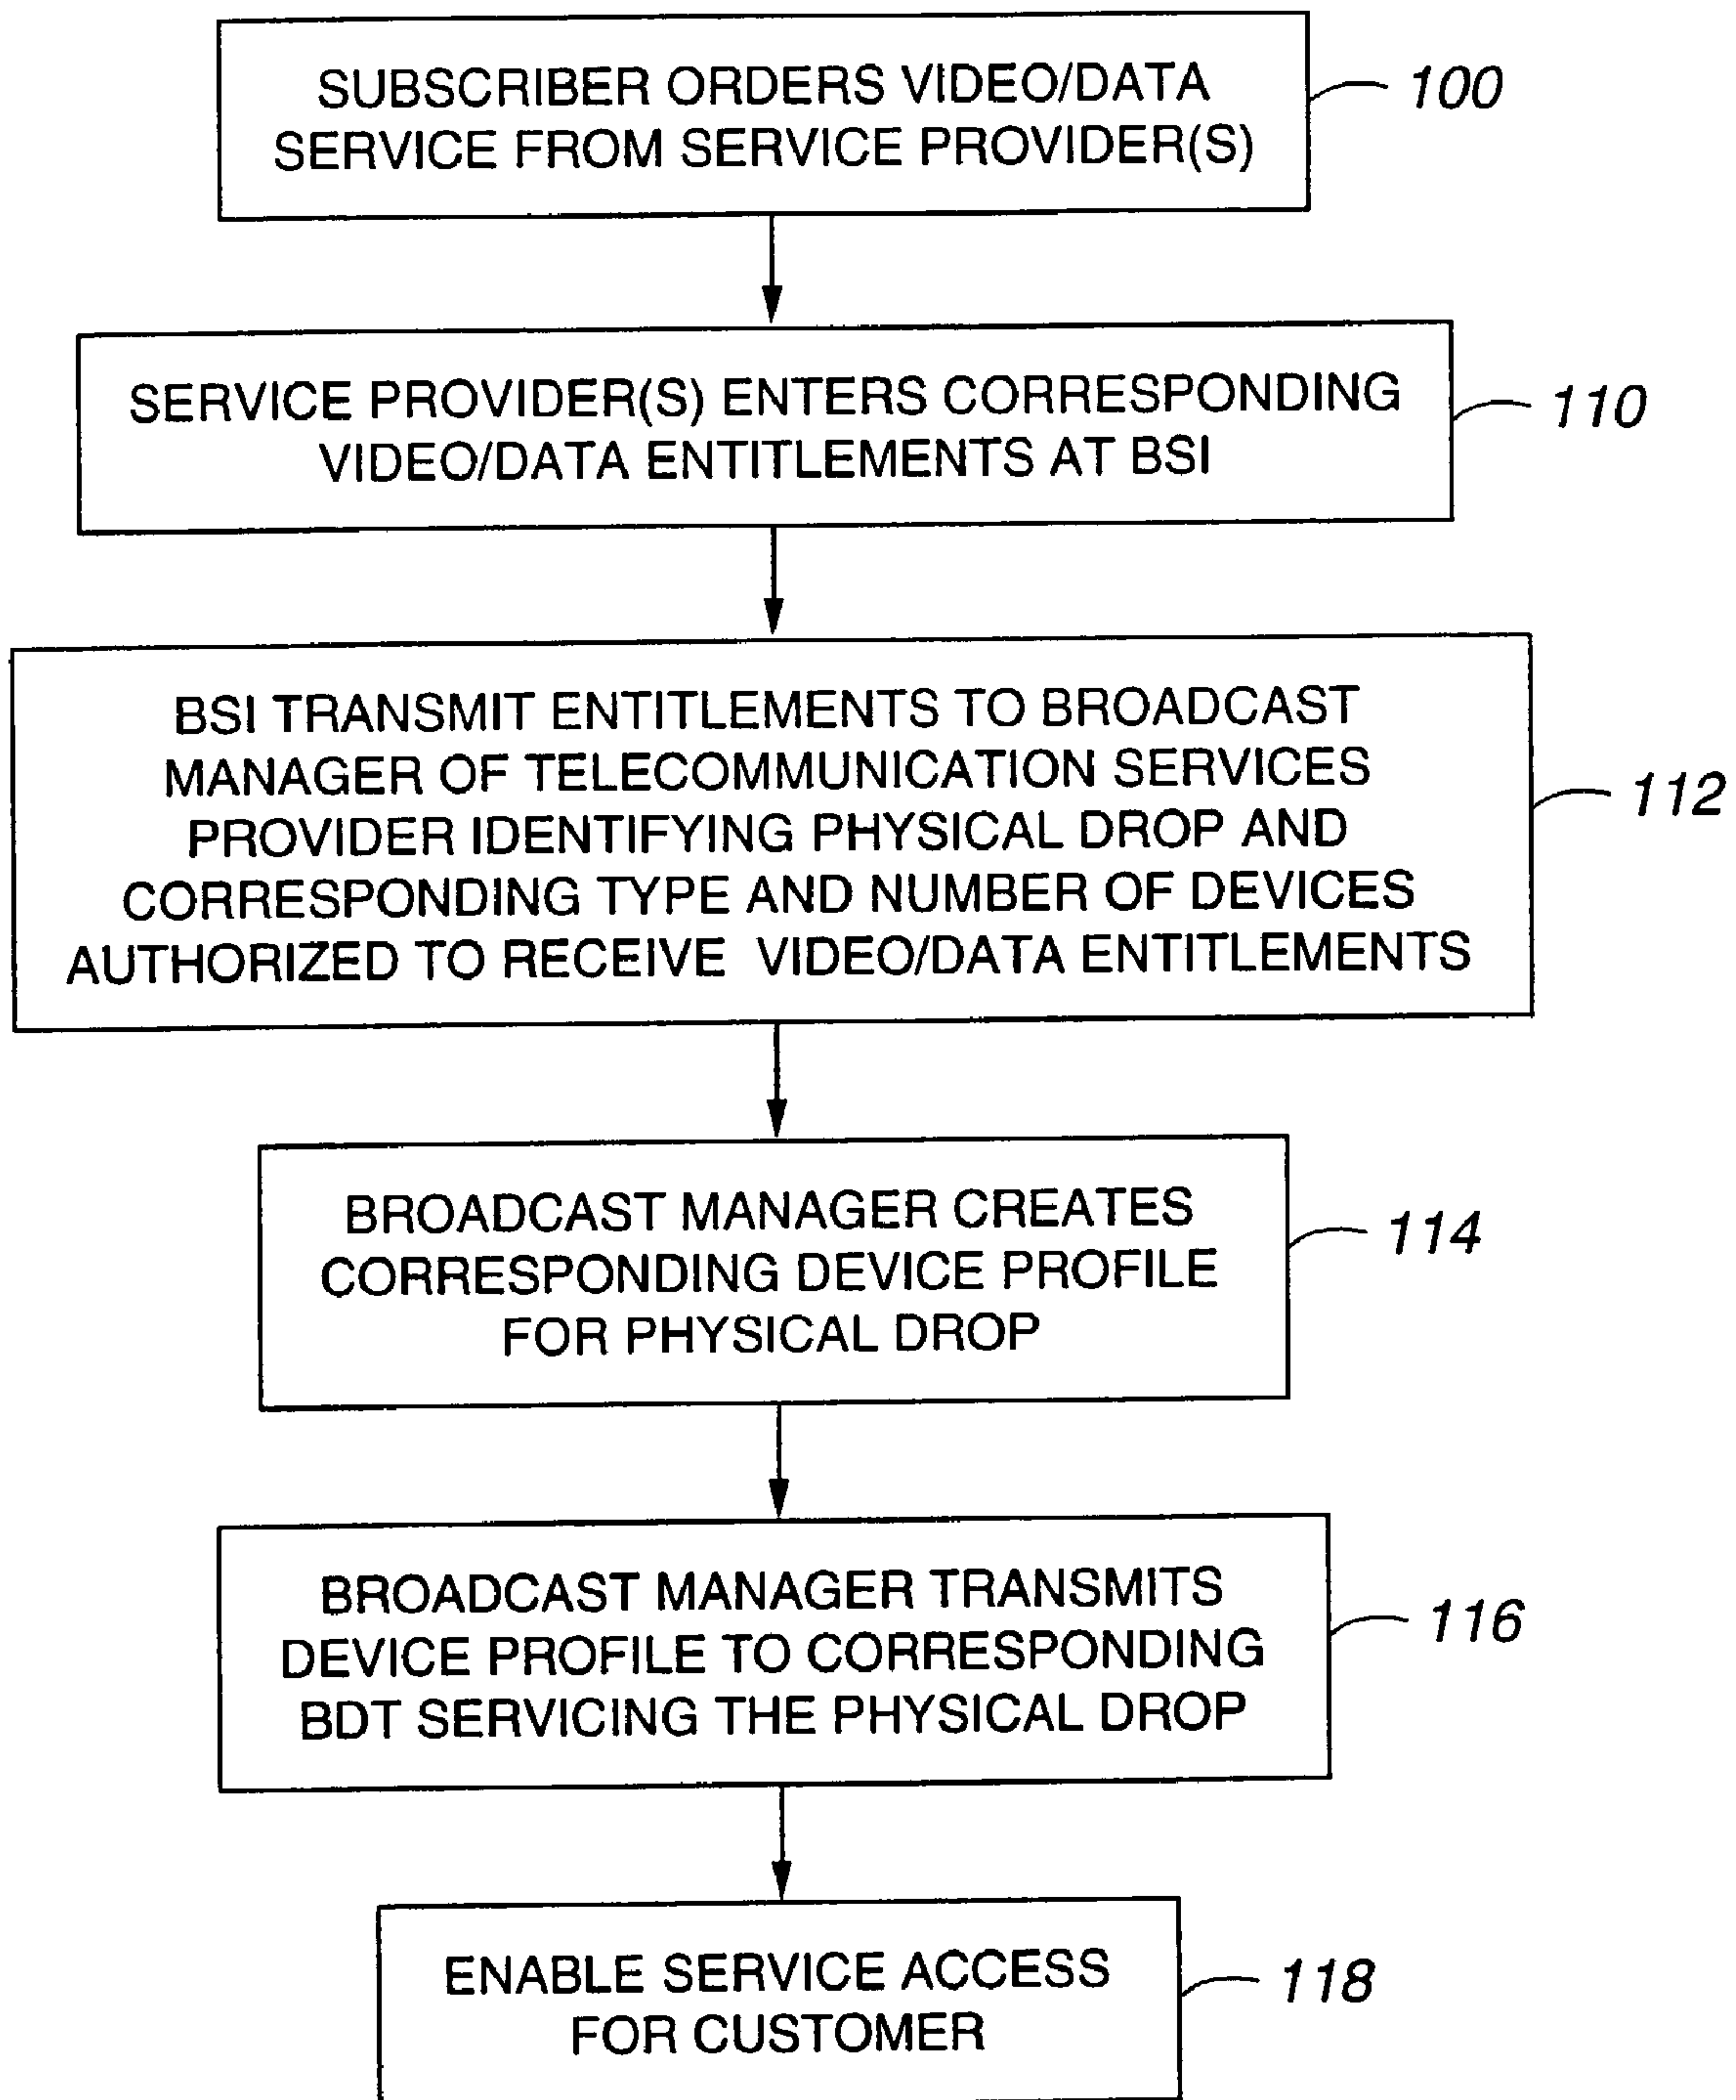 SUBSCRIBER ORDERS VIDEO/DATA
SERVICE FROM SERVICE PROVIDER(S)
100
SERVICE PROVIDER(S) ENTERS CORRESPONDING
VIDEO/DATA ENTITLEMENTS AT BSI
110
BSI TRANSMIT ENTITLEMENTS TO BROADCAST
MANAGER OF TELECOMMUNICATION SERVICES
PROVIDER IDENTIFYING PHYSICAL DROP AND
CORRESPONDING TYPE AND NUMBER OF DEVICES
AUTHORIZED TO RECEIVE VIDEO/DATA ENTITLEMENTS
112
BROADCAST MANAGER CREATES
CORRESPONDING DEVICE PROFILE
FOR PHYSICAL DROP
114
BROADCAST MANAGER TRANSMITS
DEVICE PROFILE TO CORRESPONDING
BDT SERVICING THE PHYSICAL DROP
116
ENABLE SERVICE ACCESS
FOR CUSTOMER
118